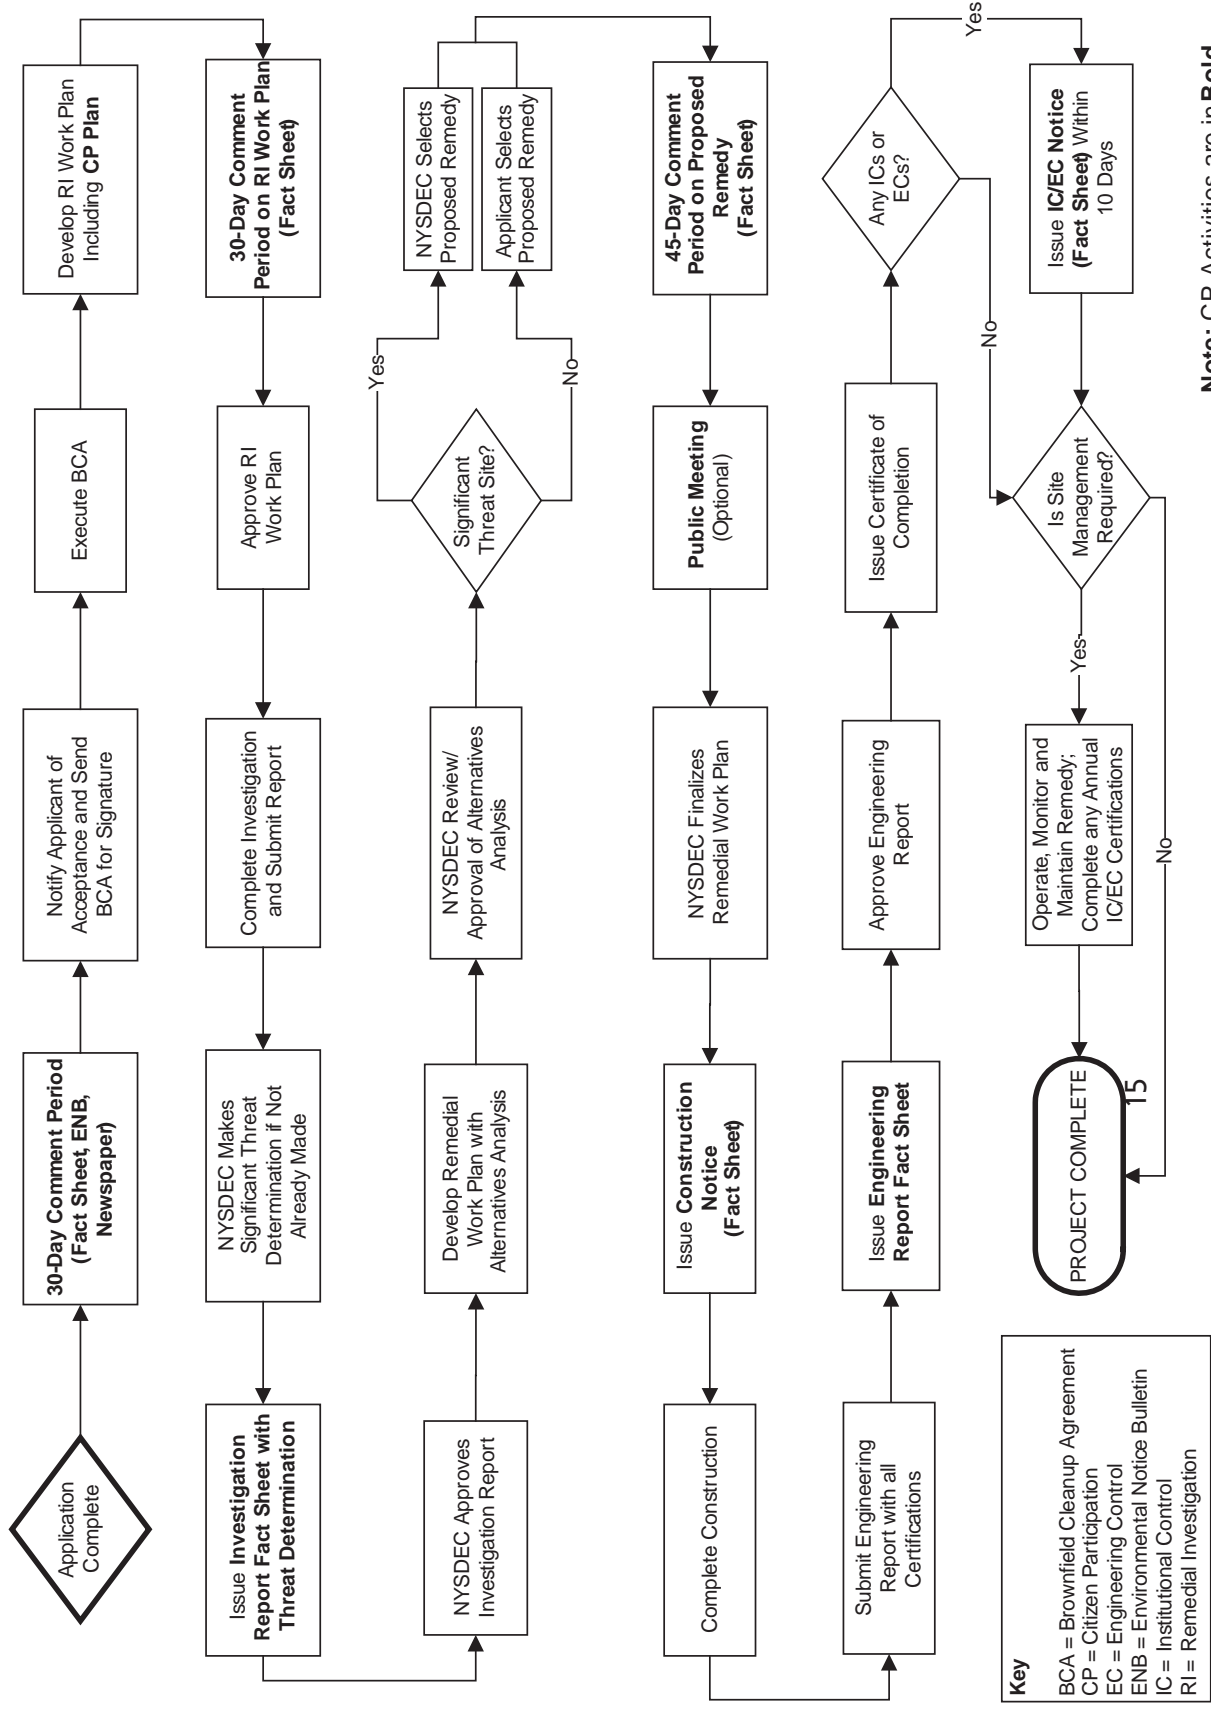 Application
Complete
30-Day Comment Period
(Fact Sheet, ENB,
Newspaper)
Notify Applicant of
Acceptance and Send
BCA for Signature
Execute BCA
Develop RI Work Plan
Including CP Plan
30-Day Comment
Period on RI Work Plan
(Fact Sheet)
Approve RI
Work Plan
Complete Investigation
and Submit Report
NYSDEC Makes
Significant Threat
Determination if Not
Already Made
Issue Investigation
Report Fact Sheet with
Threat Determination
NYSDEC Approves
Investigation Report
Develop Remedial
Work Plan with
Alternatives Analysis
NYSDEC Review/
Approval of Alternatives
Analysis
Significant
Threat Site?
Yes
No
NYSDEC Selects
Proposed Remedy
Applicant Selects
Proposed Remedy
45-Day Comment
Period on Proposed
Remedy
(Fact Sheet)
Public Meeting
(Optional)
NYSDEC Finalizes
Remedial Work Plan
Issue Construction
Notice
(Fact Sheet)
Complete Construction
Submit Engineering
Report with all
Certifications
Issue Engineering
Report Fact Sheet
Approve Engineering
Report
Issue Certificate of
Completion
Any ICs or
ECs?
Yes
No
Issue IC/EC Notice
(Fact Sheet) Within
10 Days
Is Site
Management
Required?
Yes
No
Operate, Monitor and
Maintain Remedy;
Complete any Annual
IC/EC Certifications
PROJECT COMPLETE
15
Key
BCA = Brownfield Cleanup Agreement
CP = Citizen Participation
EC = Engineering Control
ENB = Environmental Notice Bulletin
IC = Institutional Control
RI = Remedial Investigation
Note: CP Activities are in Bold